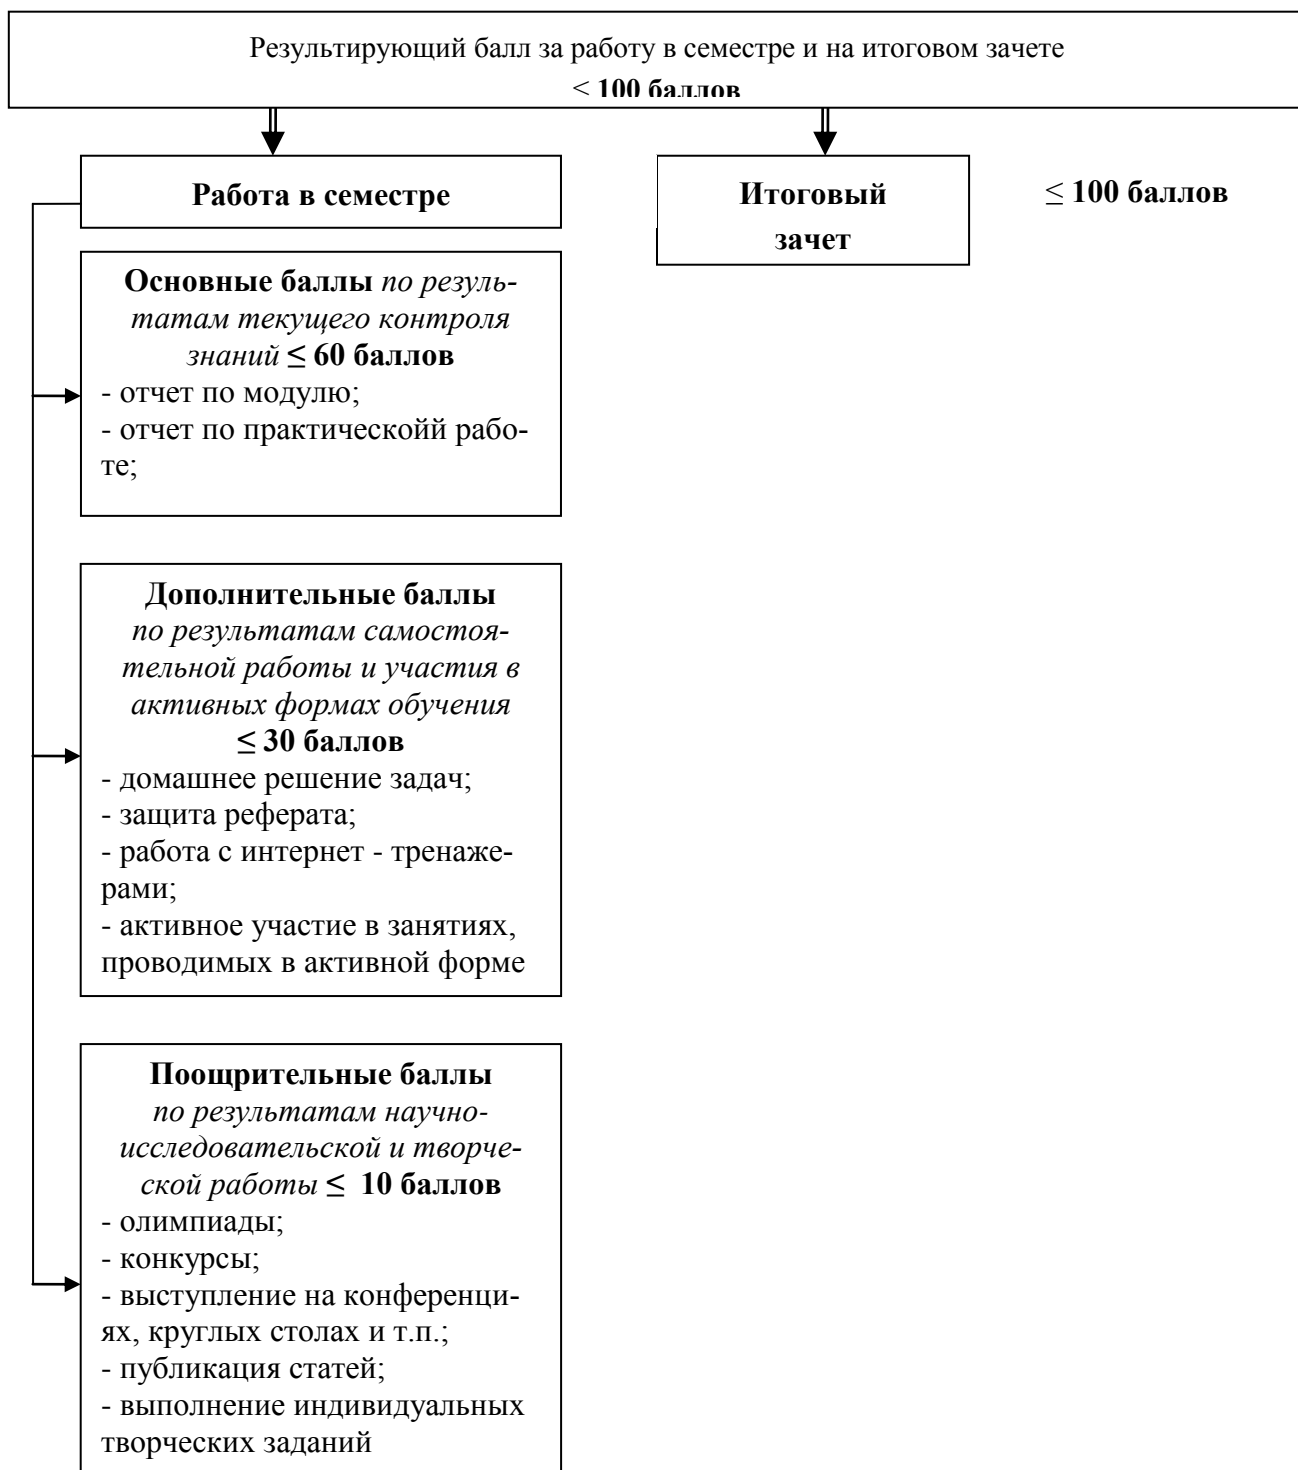 Результирующий балл за работу в семестре и на итоговом зачете
< 100 баллов
Работа в семестре
Итоговый
зачет
≤ 100 баллов
Основные баллы по резуль-
татам текущего контроля
знаний ≤ 60 баллов
- отчет по модулю;
- отчет по практическойй рабо-
те;
Дополнительные баллы
по результатам самостоя-
тельной работы и участия в
активных формах обучения
≤ 30 баллов
- домашнее решение задач;
- защита реферата;
- работа с интернет - тренаже-
рами;
- активное участие в занятиях,
проводимых в активной форме
Поощрительные баллы
по результатам научно-
исследовательской и творче-
ской работы ≤ 10 баллов
- олимпиады;
- конкурсы;
- выступление на конференци-
ях, круглых столах и т.п.;
- публикация статей;
- выполнение индивидуальных
творческих заданий